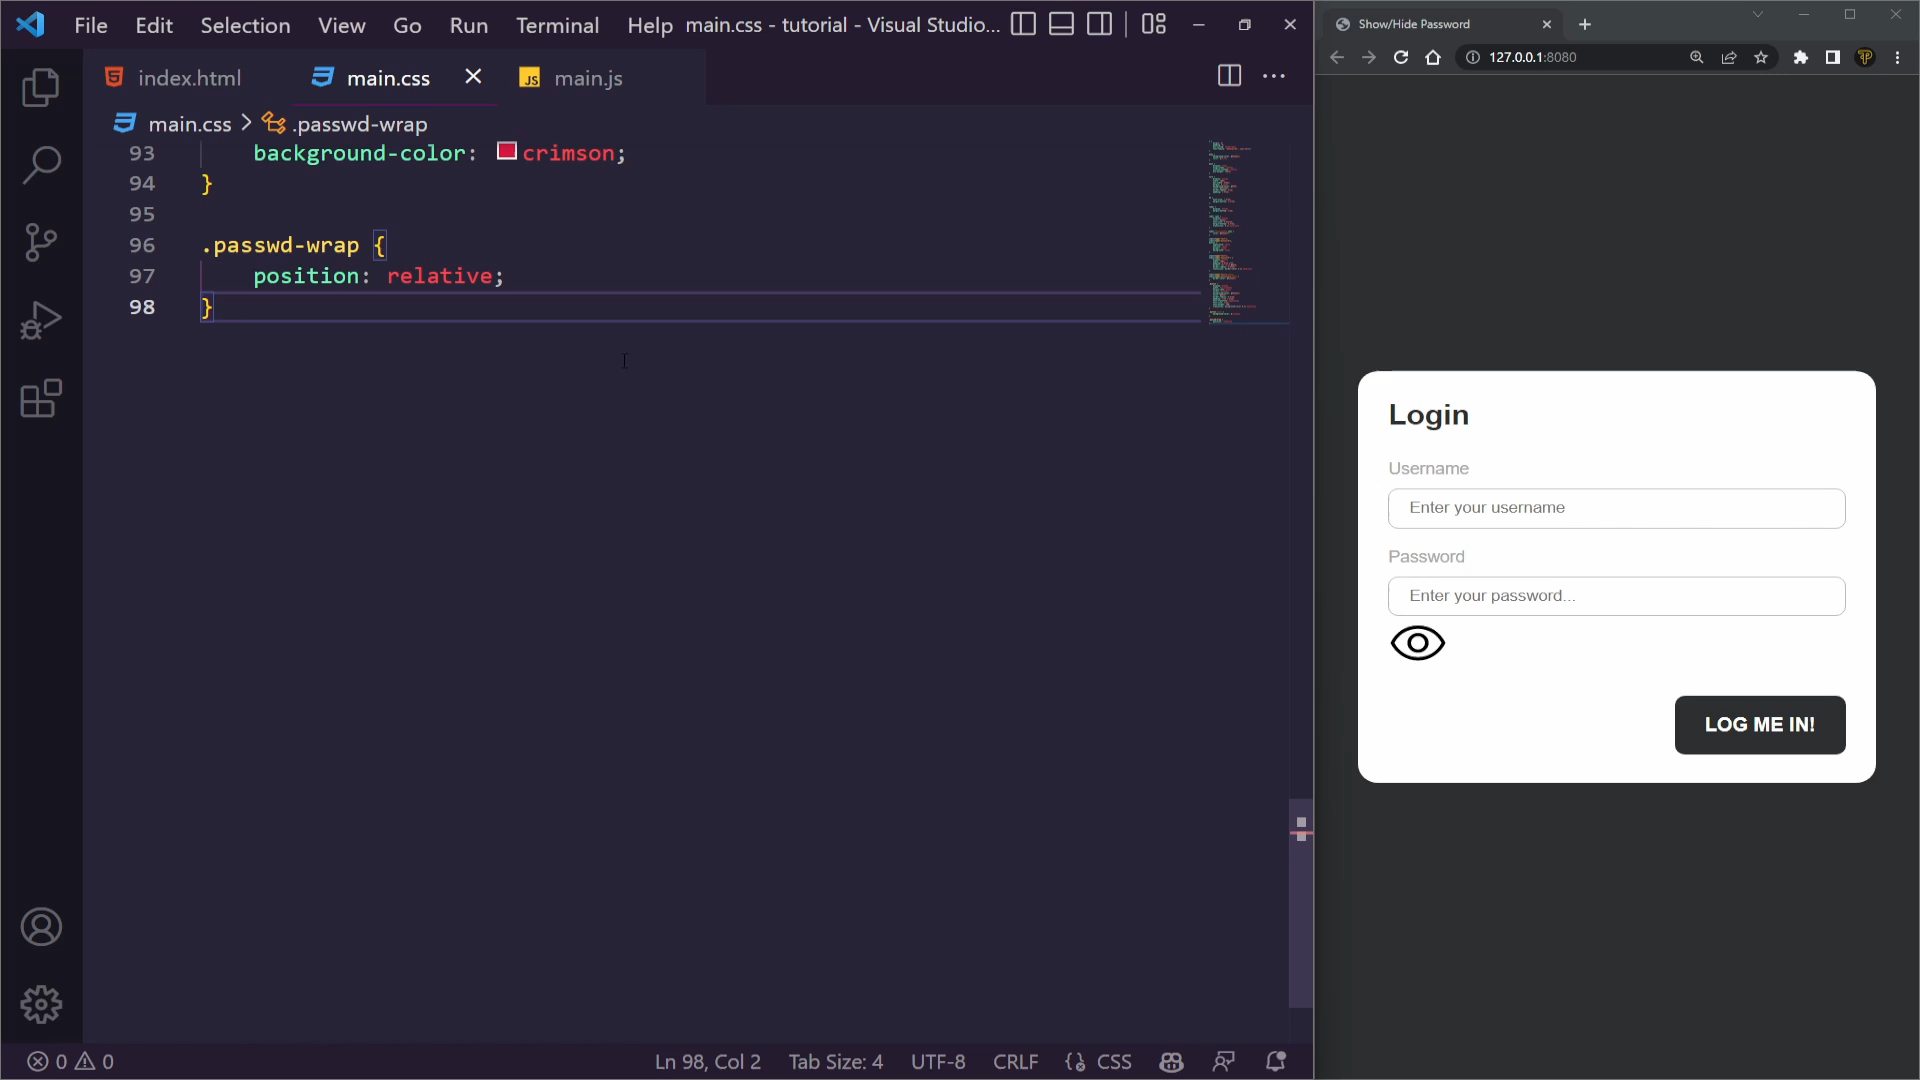 File Edit Selection View Go Run Terminal Help main.css - tutorial - Visual Studio...
index.html main.css JS main.js
main.css > .passwd-wrap
93 background-color: crimson;
94 }
95
96 .passwd-wrap {
97 position: relative;
98 }
0 0 Ln 98, Col 2 Tab Size: 4 UTF-8 CRLF CSS
Show/Hide Password
127.0.0.1:8080
Login
Username
Enter your username
Password
Enter your password...
LOG ME IN!